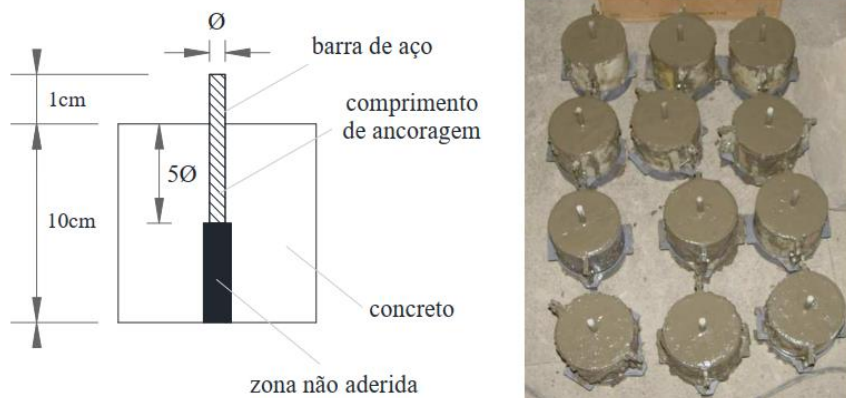 Ø
barra de aço
1cm
comprimento
de ancoragem
5Ø
10cm
concreto
zona não aderida